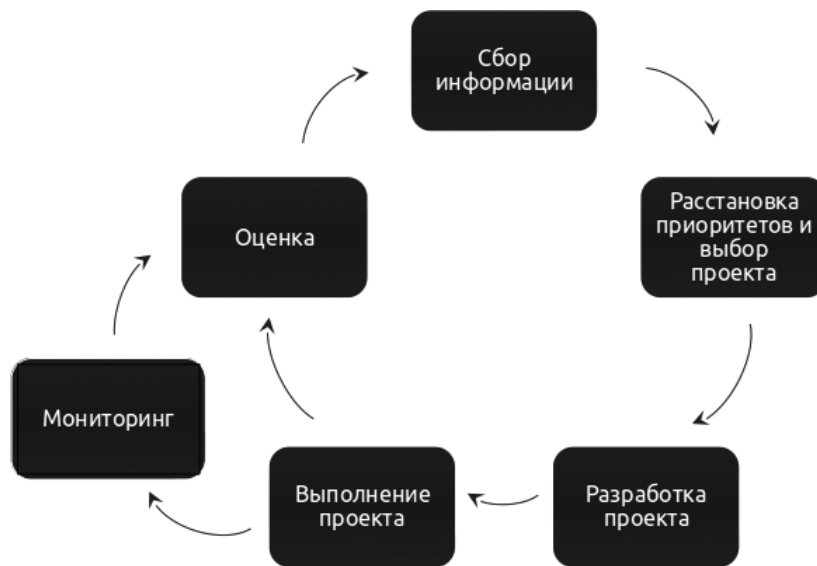 Сбор
информации
Расстановка
приоритетов и
выбор
проекта
Оценка
Мониторинг
Выполнение
проекта
Разработка
проекта